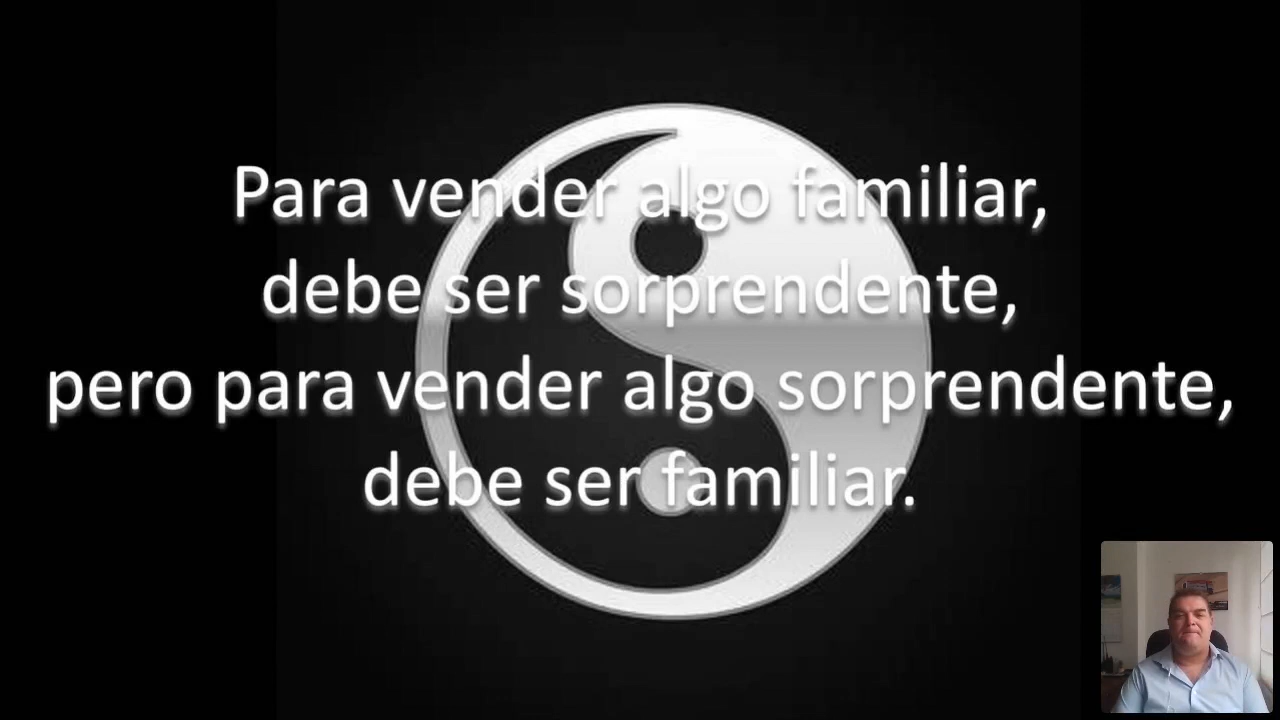 Para vender algo familiar,
debe ser sorprendente,
pero para vender algo sorprendente,
debe ser familiar.